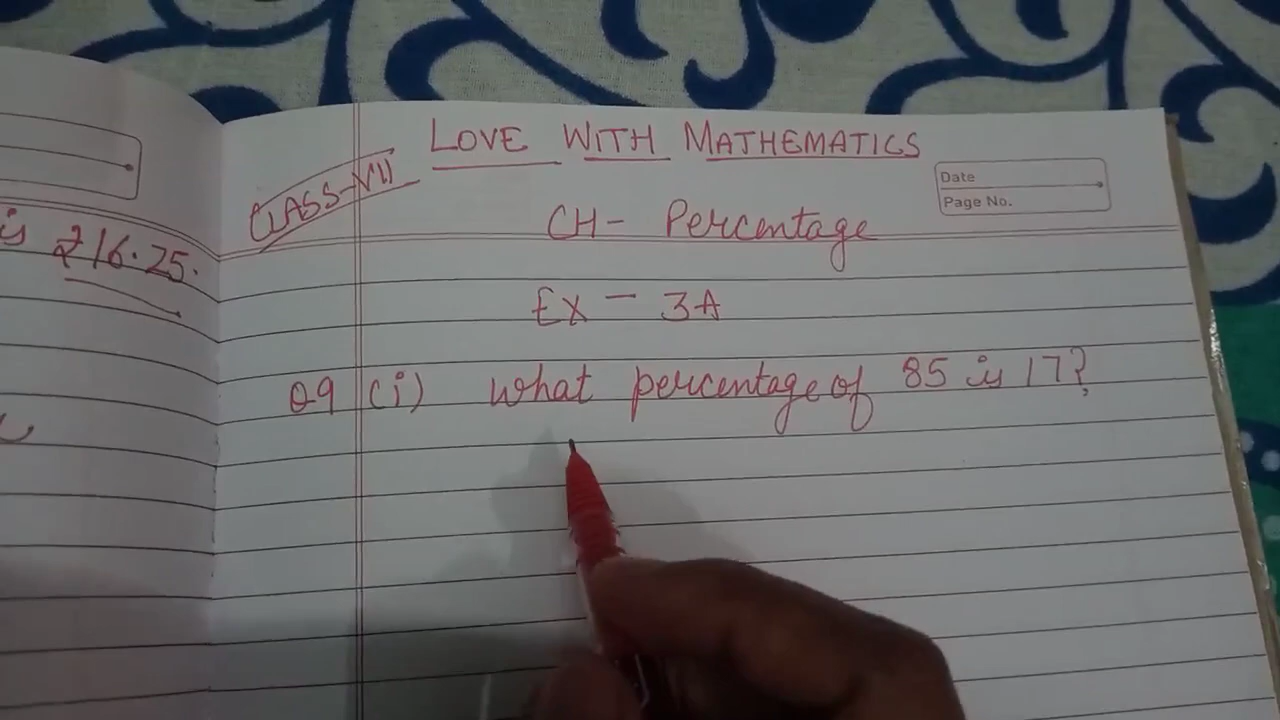 LOVE WITH MATHEMATICS
CLASS-VII
Date
Page No.
CH- Percentage
is ₹16.25.
EX - 3A
Q9 (i) What percentage of 85 is 17?